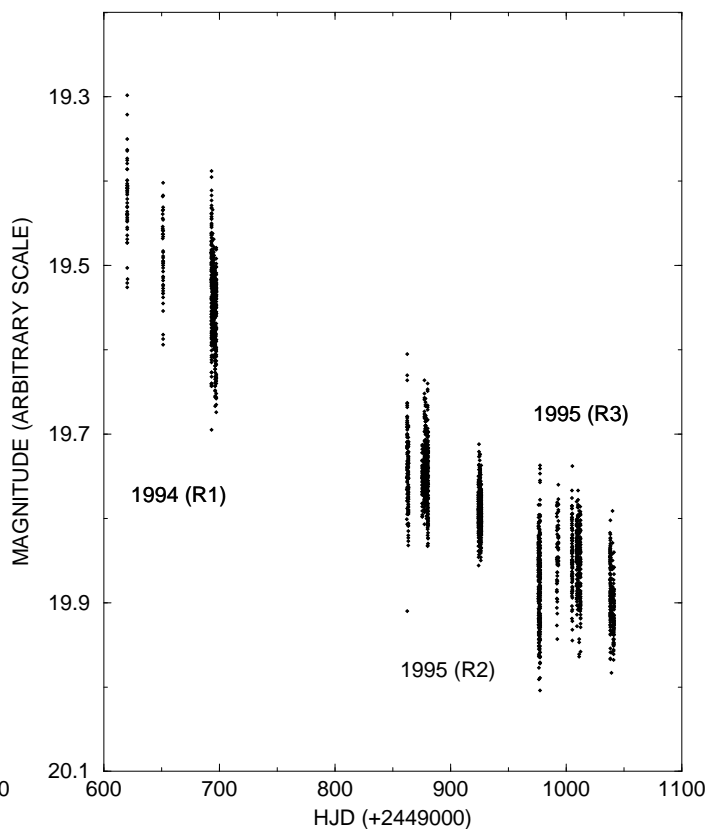 19.3
19.5
19.7
19.9
20.1
MAGNITUDE (ARBITRARY SCALE)
1994 (R1)
1995 (R2)
1995 (R3)
0
600 700 800 900 1000 1100
HJD (+2449000)